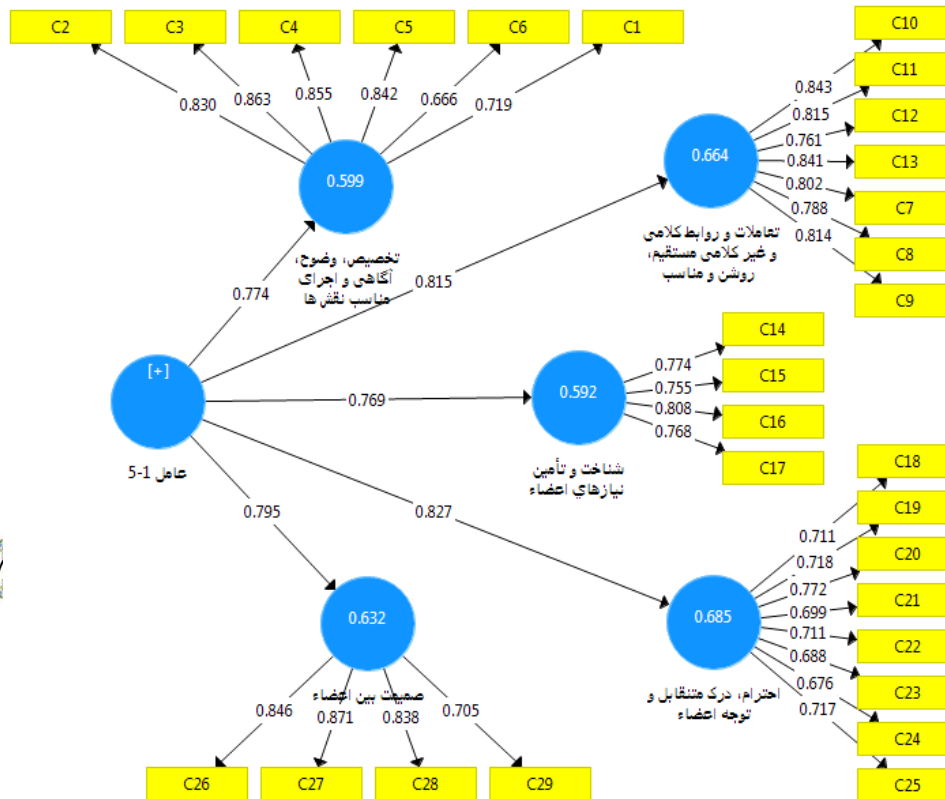 C2
C3
C4
C5
C6
C1
0.830
0.863
0.855
0.842
0.666
0.719
0.599
تخصیص، وضوح،
آگاهی و اجرای
مناسب نقش ها
C10
C11
C12
C13
C7
C8
C9
0.843
0.815
0.761
0.841
0.802
0.788
0.814
0.664
تعاملات و روابط کلامی
و غیر کلامی مستقیم،
روشن و مناسب
0.774
0.815
[+]
عامل 1-5
0.769
0.592
شناخت و تأمین
نیازهاي اعضاء
C14
C15
C16
C17
0.774
0.755
0.808
0.768
0.795
0.827
0.632
صمیمت بین اعضاء
0.846
0.871
0.838
0.705
C26
C27
C28
C29
0.685
احترام، درک متنقابل و
توجه اعضاء
C18
C19
C20
C21
C22
C23
C24
C25
0.711
0.718
0.772
0.699
0.711
0.688
0.676
0.717